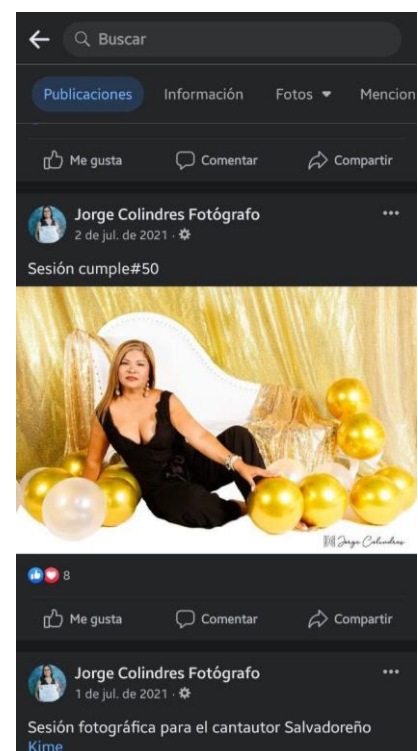 Buscar
Publicaciones Información Fotos Mencion
Me gusta Comentar Compartir
Jorge Colindres Fotógrafo
2 de jul. de 2021
Sesión cumple#50
Jorge Colindres
8
Me gusta Comentar Compartir
Jorge Colindres Fotógrafo
1 de jul. de 2021
Sesión fotográfica para el cantautor Salvadoreño
Kime